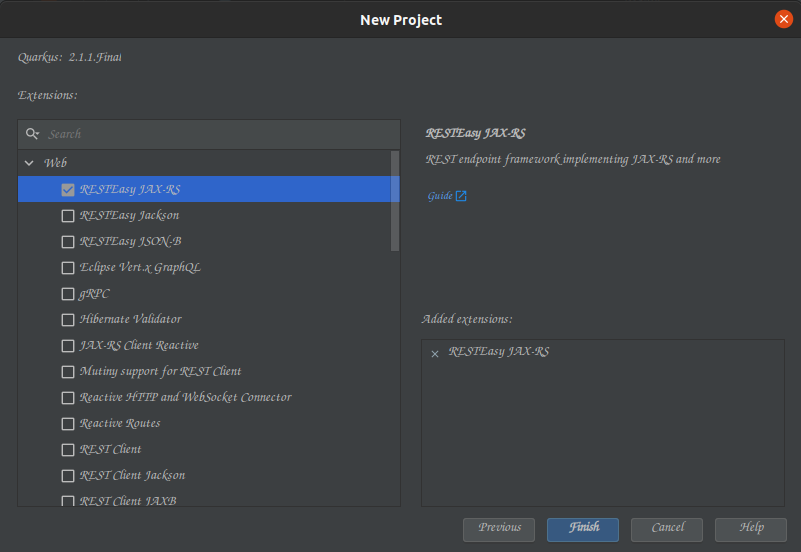 New Project
Quarkus: 2.1.1.Final
Extensions:
Search
Web
RESTEasy JAX-RS
RESTEasy Jackson
RESTEasy JSON-B
Eclipse Vert.x GraphQL
gRPC
Hibernate Validator
JAX-RS Client Reactive
Mutiny support for REST Client
Reactive HTTP and WebSocket Connector
Reactive Routes
REST Client
REST Client Jackson
REST Client JAXB
RESTEasy JAX-RS
REST endpoint framework implementing JAX-RS and more
Guide
Added extensions:
RESTEasy JAX-RS
Previous
Finish
Cancel
Help